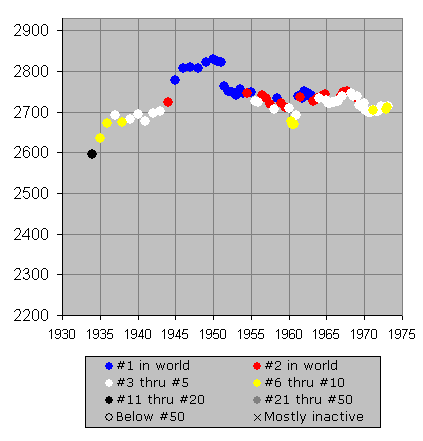 2900
2800
2700
2600
2500
2400
2300
2200
1930 1935 1940 1945 1950 1955 1960 1965 1970 1975
#1 in world #2 in world
#3 thru #5 #6 thru #10
#11 thru #20 #21 thru #50
Below #50 Mostly inactive